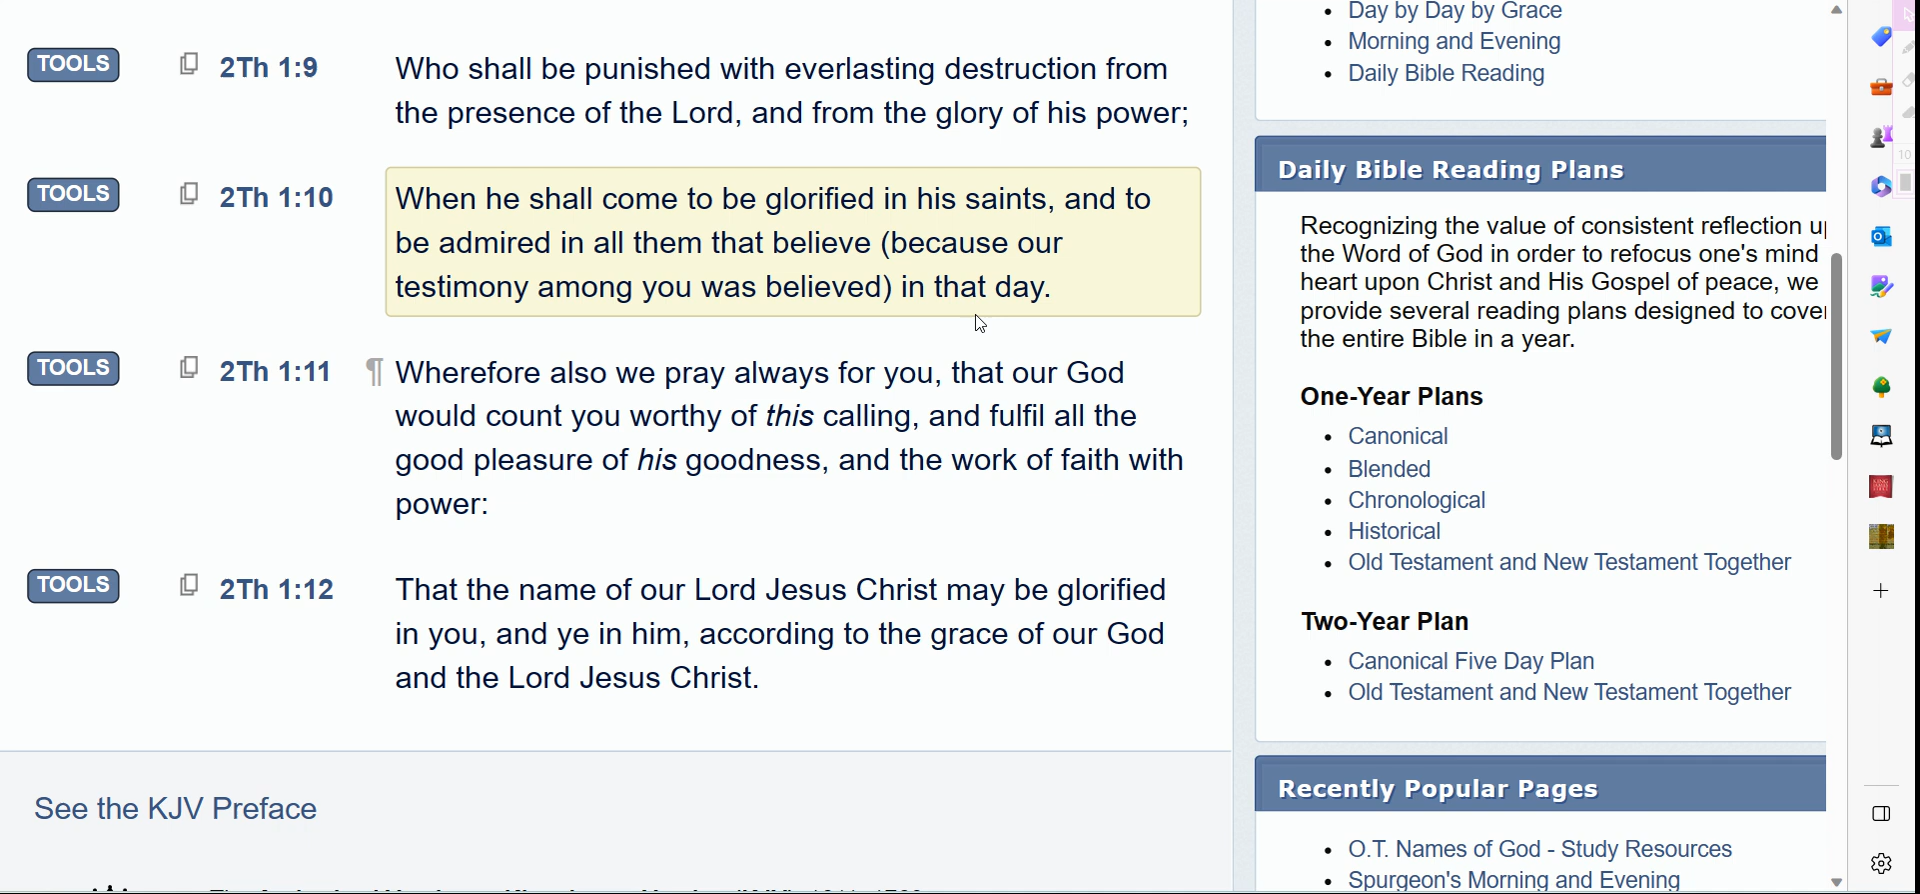 TOOLS
2Th 1:9
Who shall be punished with everlasting destruction from
the presence of the Lord, and from the glory of his power;
TOOLS
2Th 1:10
When he shall come to be glorified in his saints, and to
be admired in all them that believe (because our
testimony among you was believed) in that day.
TOOLS
2Th 1:11
¶ Wherefore also we pray always for you, that our God
would count you worthy of this calling, and fulfil all the
good pleasure of his goodness, and the work of faith with
power:
TOOLS
2Th 1:12
That the name of our Lord Jesus Christ may be glorified
in you, and ye in him, according to the grace of our God
and the Lord Jesus Christ.
See the KJV Preface
Day by Day by Grace
Morning and Evening
Daily Bible Reading
Daily Bible Reading Plans
Recognizing the value of consistent reflection
the Word of God in order to refocus one's mind
heart upon Christ and His Gospel of peace, we
provide several reading plans designed to cover
the entire Bible in a year.
One-Year Plans
Canonical
Blended
Chronological
Historical
Old Testament and New Testament Together
Two-Year Plan
Canonical Five Day Plan
Old Testament and New Testament Together
Recently Popular Pages
O.T. Names of God - Study Resources
Spurgeon's Morning and Evening
10